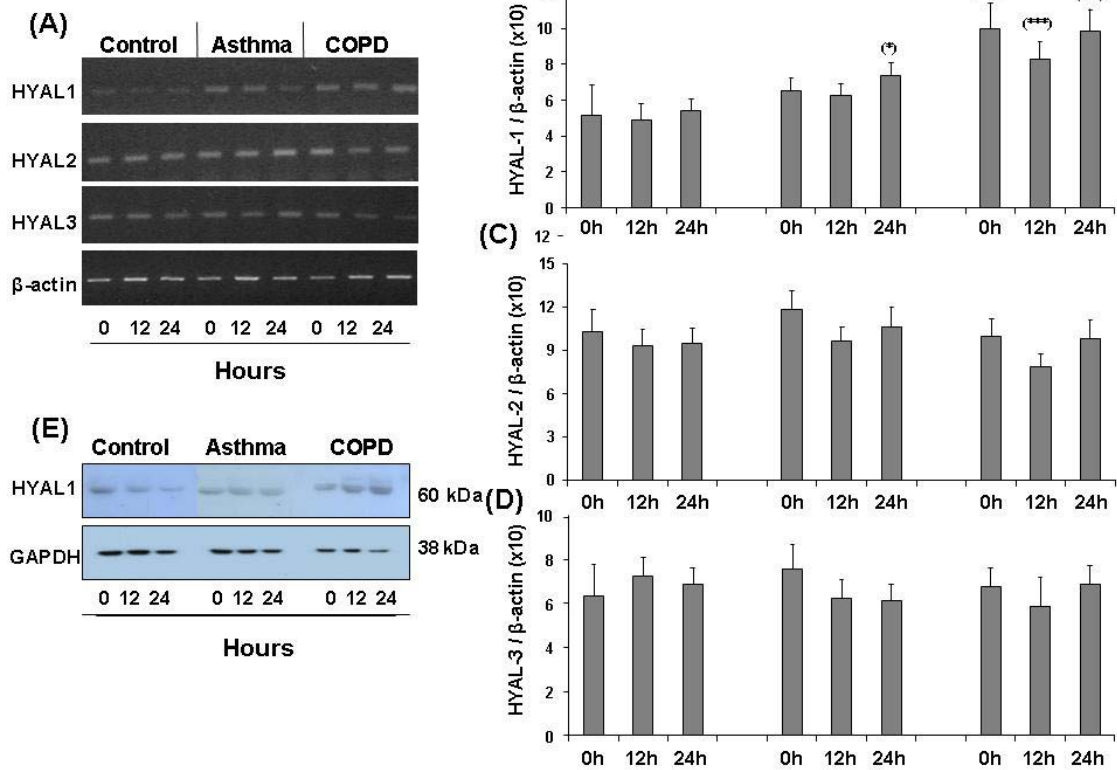 (A)
Control Asthma COPD
HYAL1
HYAL2
HYAL3
β-actin
0 12 24 0 12 24 0 12 24
Hours
(E)
Control Asthma COPD
HYAL1 60 kDa
GAPDH 38 kDa
0 12 24 0 12 24 0 12 24
Hours
HYAL-1 / β-actin (x10)
10
8
6
4
2
0
(*)
(***)
0h 12h 24h 0h 12h 24h 0h 12h 24h
(C)
12
HYAL-2 / β-actin (x10)
15
12
9
6
3
0
0h 12h 24h 0h 12h 24h 0h 12h 24h
(D)
HYAL-3 / β-actin (x10)
10
8
6
4
2
0
0h 12h 24h 0h 12h 24h 0h 12h 24h